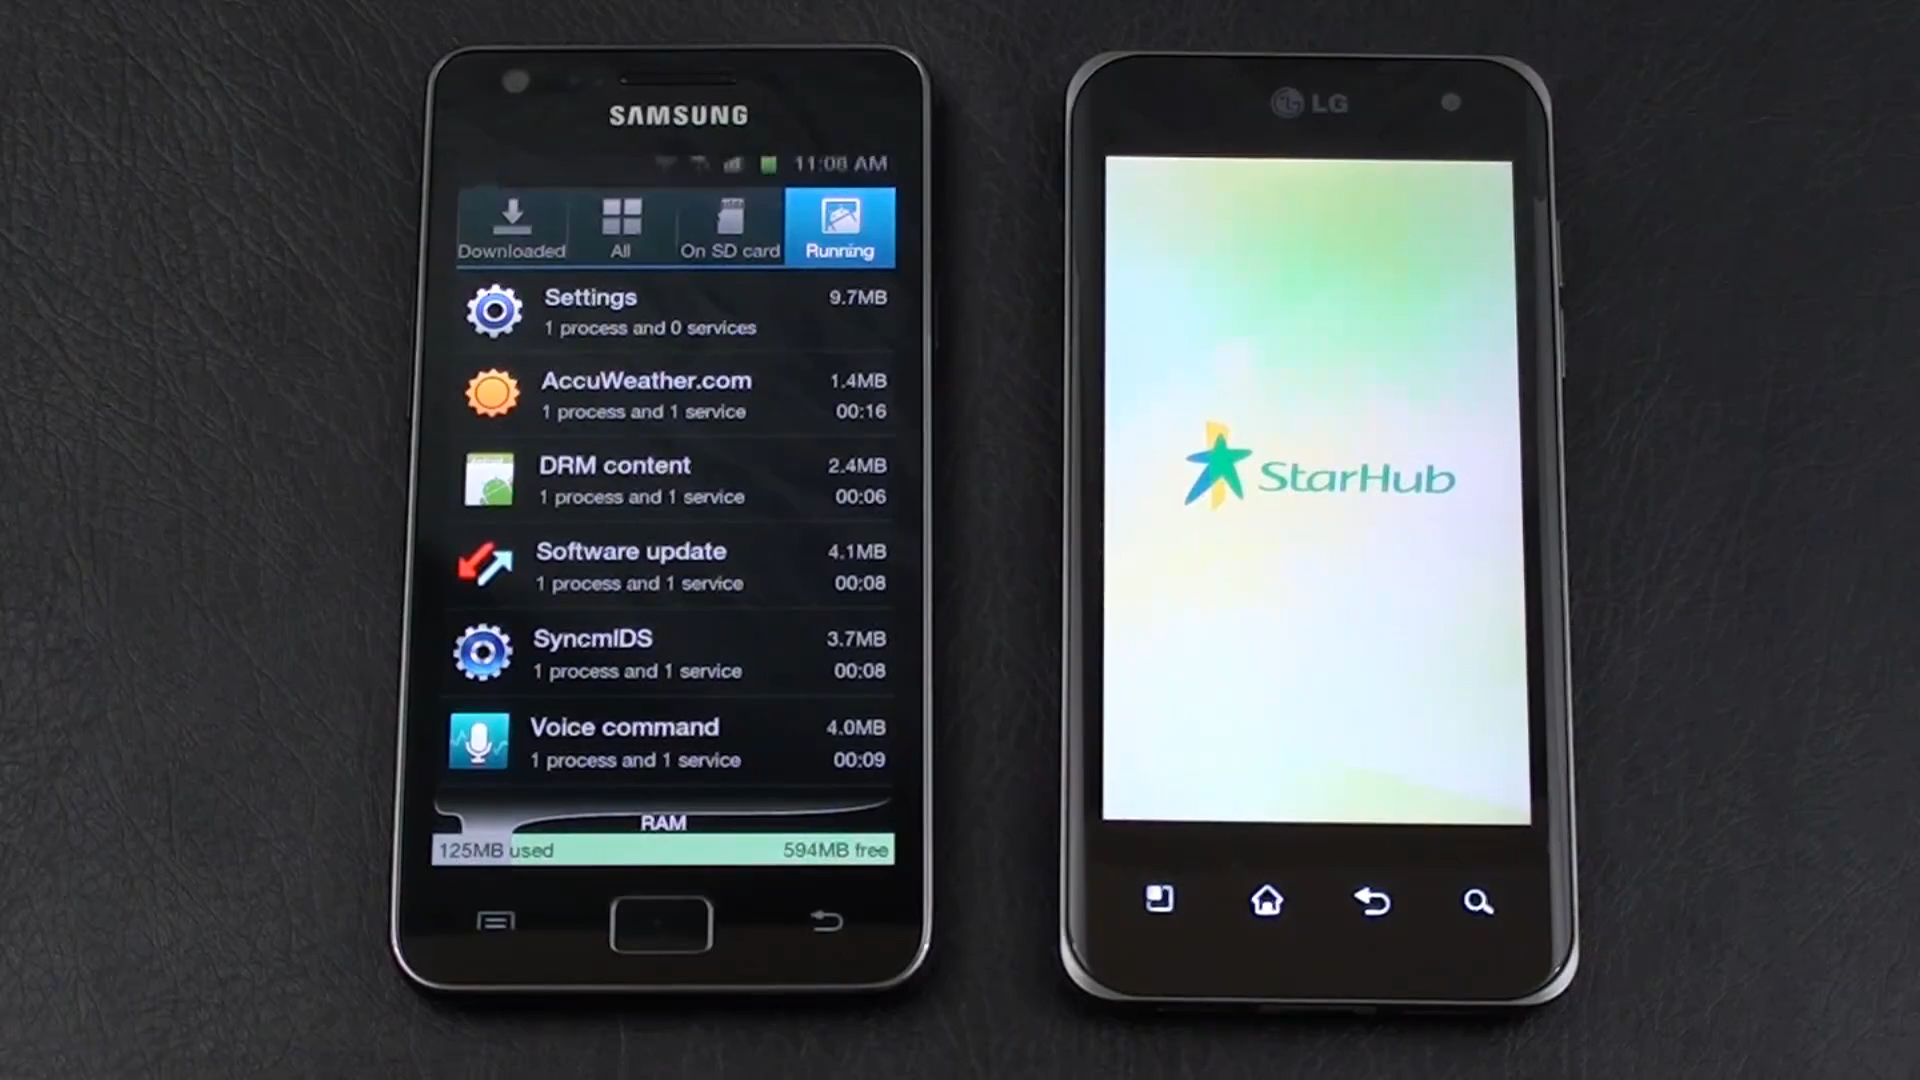 SAMSUNG
11:08 AM
Downloaded All On SD card Running
Settings 9.7MB
1 process and 0 services
AccuWeather.com 1.4MB
1 process and 1 service 00:16
DRM content 2.4MB
1 process and 1 service 00:06
Software update 4.1MB
1 process and 1 service 00:08
SyncmlDS 3.7MB
1 process and 1 service 00:08
Voice command 4.0MB
1 process and 1 service 00:09
RAM
125MB used 594MB free
LG
StarHub